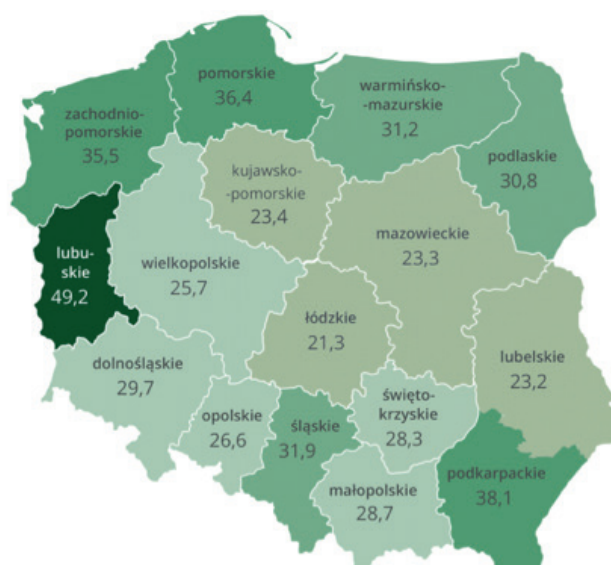 pomorskie
36,4
zachodnio-
pomorskie
35,5
warmińsko-
-mazurskie
31,2
podlaskie
30,8
kujawsko-
-pomorskie
23,4
mazowieckie
23,3
lubu-
skie
49,2
wielkopolskie
25,7
łódzkie
21,3
lubelskie
23,2
dolnośląskie
29,7
opolskie
26,6
śląskie
31,9
święto-
krzyskie
28,3
małopolskie
28,7
podkarpackie
38,1